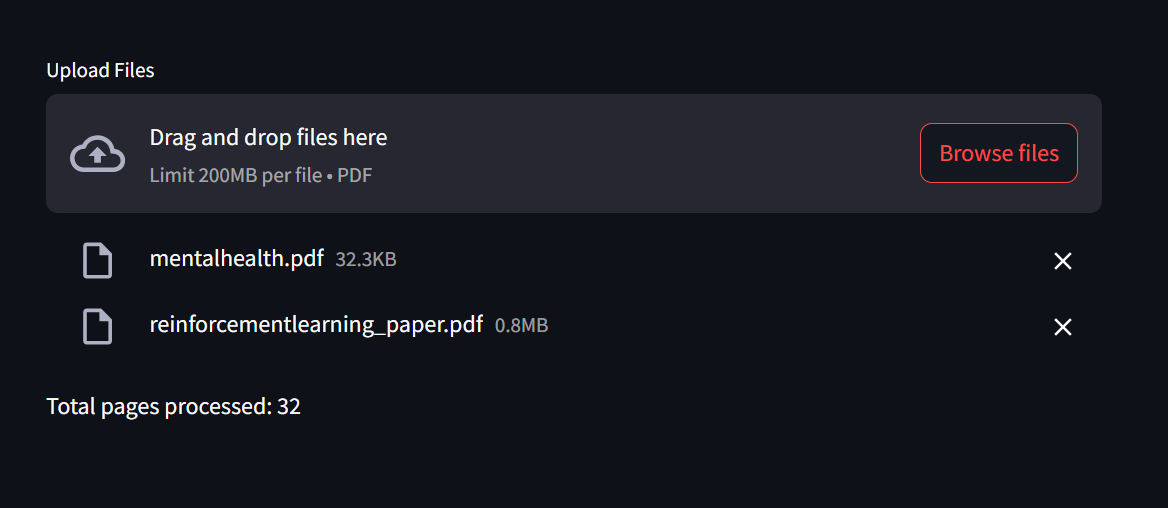 Upload Files
Drag and drop files here
Limit 200MB per file • PDF
Browse files
mentalhealth.pdf 32.3KB
reinforcementlearning_paper.pdf 0.8MB
Total pages processed: 32